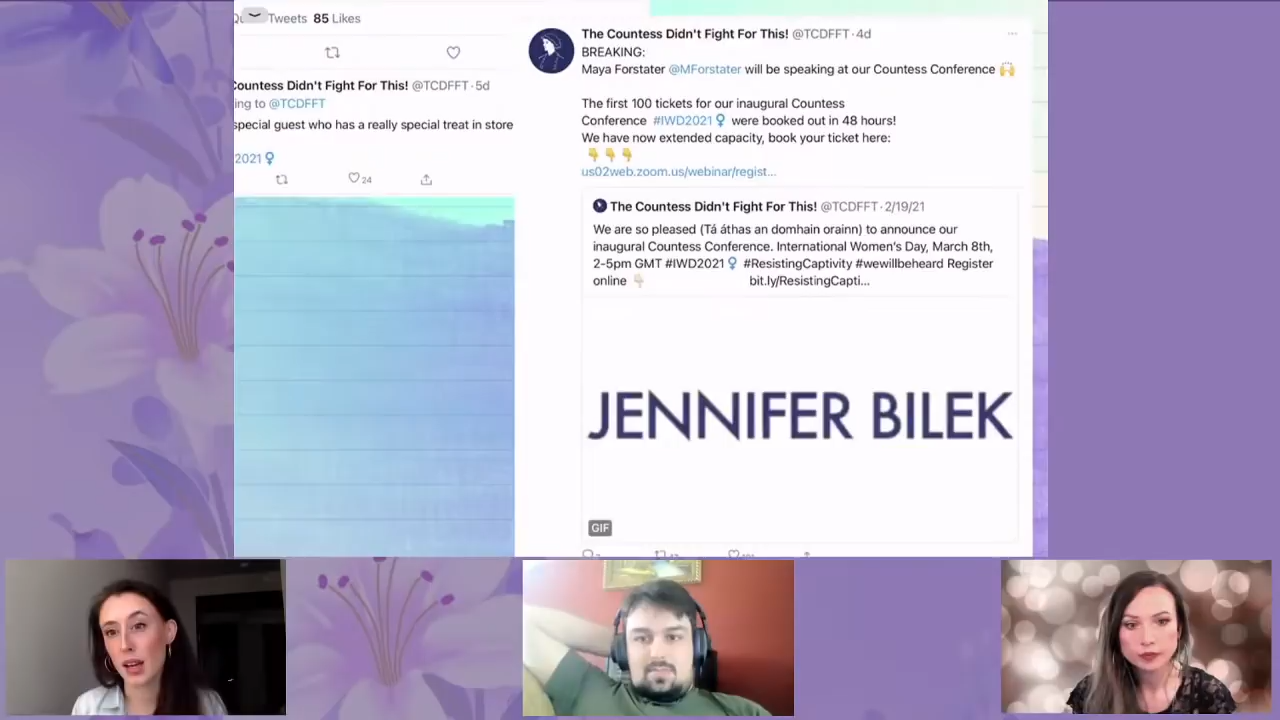 Tweets 85 Likes
Countess Didn't Fight For This! @TCDFFT · 5d
ing to @TCDFFT
special guest who has a really special treat in store
2021
24
The Countess Didn't Fight For This! @TCDFFT · 4d
BREAKING:
Maya Forstater @MForstater will be speaking at our Countess Conference 🙌
The first 100 tickets for our inaugural Countess
Conference #IWD2021♀ were booked out in 48 hours!
We have now extended capacity, book your ticket here:
👇👇👇
us02web.zoom.us/webinar/regist...
The Countess Didn't Fight For This! @TCDFFT · 2/19/21
We are so pleased (Tá áthas an domhain orainn) to announce our
inaugural Countess Conference. International Women's Day, March 8th,
2-5pm GMT #IWD2021♀ #ResistingCaptivity #wewillbeheard Register
online 👇 bit.ly/ResistingCapti...
JENNIFER BILEK
GIF